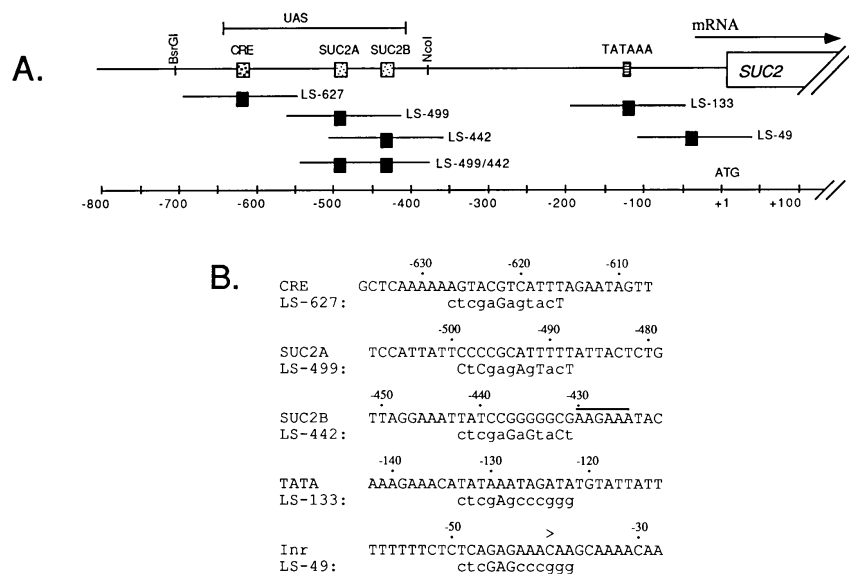 A.
UAS
mRNA
BsrGI
CRE
SUC2A
SUC2B
NcoI
TATAAA
SUC2
LS-627
LS-499
LS-442
LS-499/442
LS-133
LS-49
ATG
-800 -700 -600 -500 -400 -300 -200 -100 +1 +100
B.
-630 -620 -610
CRE GCTCAAAAAAGTACGTCATTTAGAATAGTT
LS-627: ctcgaGagtacT
-500 -490 -480
SUC2A TCCATTATTCCCCGCATTTTTATTACTCTG
LS-499: CtCgagAgTacT
-450 -440 -430
SUC2B TTAGGAAATTATCCGGGGGCGAAGAAATAC
LS-442: ctcgaGaGtaCt
-140 -130 -120
TATA AAAGAAACATATAAATAGATATGTATTATT
LS-133: ctcgAgcccggg
-50 > -30
Inr TTTTTTCTCTCAGAGAAACAAGCAAAACAA
LS-49: ctcGAGcccggg